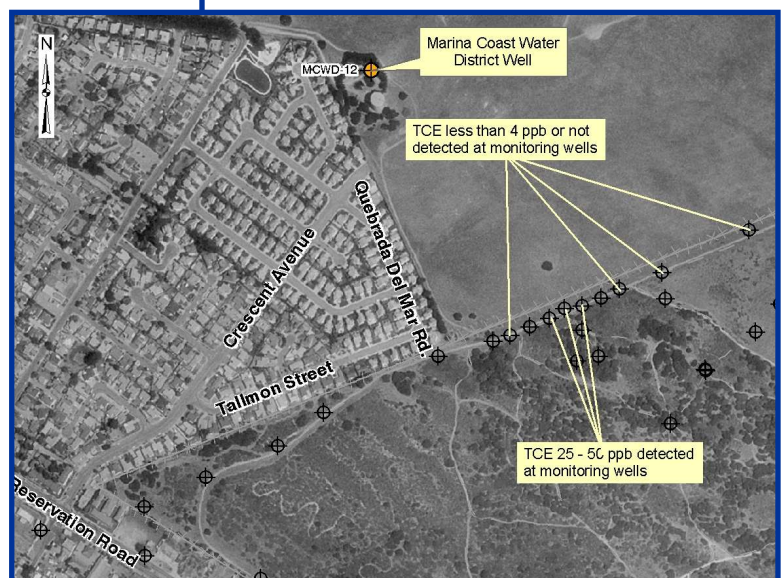 N
Marina Coast Water
District Well
MCWD-12
TCE less than 4 ppb or not
detected at monitoring wells
Quebrada Del Mar Rd.
Crescent Avenue
Tallmon Street
TCE 25 - 50 ppb detected
at monitoring wells
Reservation Road